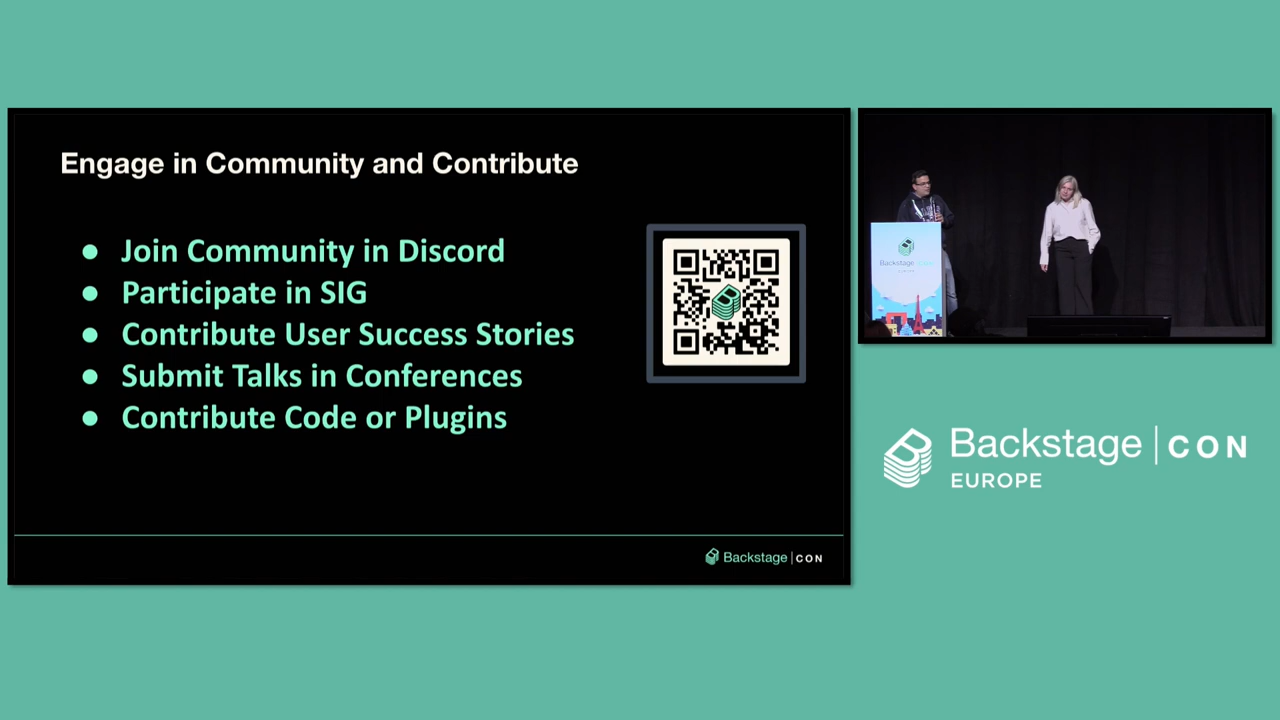 Engage in Community and Contribute
● Join Community in Discord
● Participate in SIG
● Contribute User Success Stories
● Submit Talks in Conferences
● Contribute Code or Plugins
Backstage | CON
Backstage
Backstage | CON
EUROPE